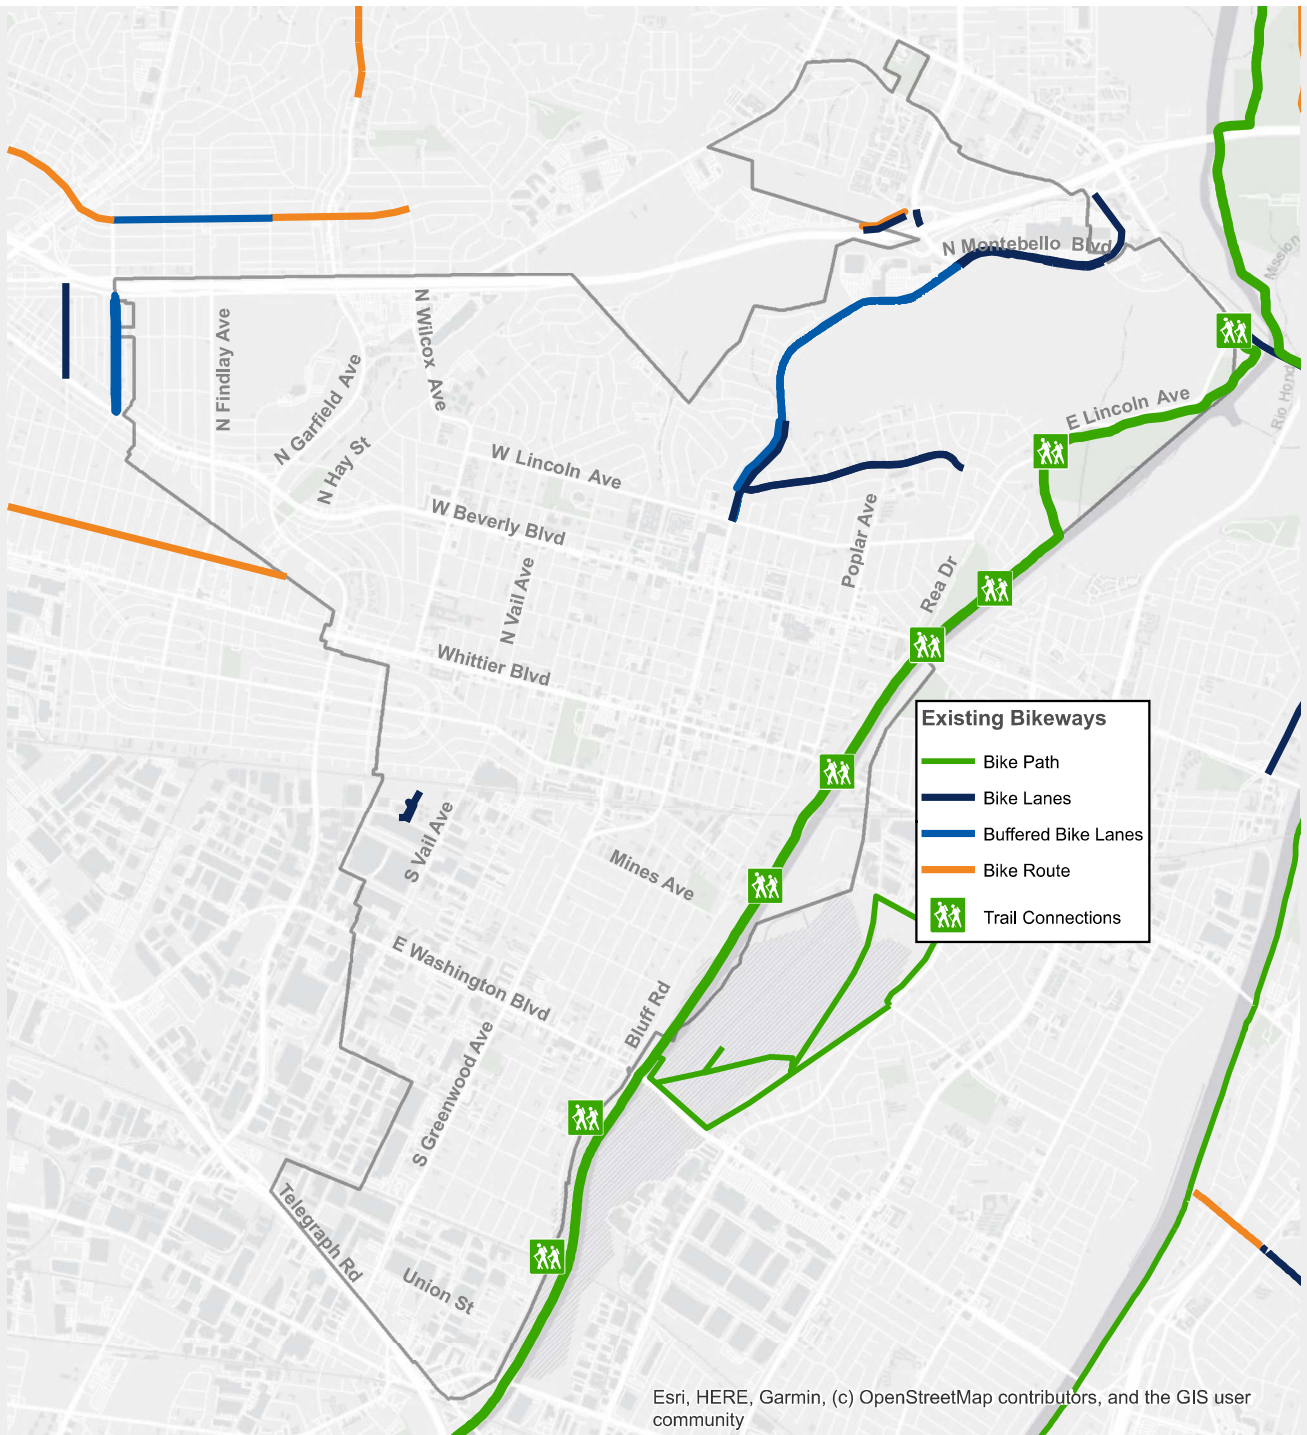 N Montebello Blvd
Mission
N Findlay Ave
N Wilcox Ave
N Garfield Ave
E Lincoln Ave
Rio Hond
N Hay St
W Lincoln Ave
W Beverly Blvd
Poplar Ave
N Vail Ave
Rea Dr
Whittier Blvd
Existing Bikeways
Bike Path
Bike Lanes
Buffered Bike Lanes
Bike Route
Trail Connections
S Vail Ave
Mines Ave
E Washington Blvd
Bluff Rd
S Greenwood Ave
Telegraph Rd
Union St
Esri, HERE, Garmin, (c) OpenStreetMap contributors, and the GIS user
community